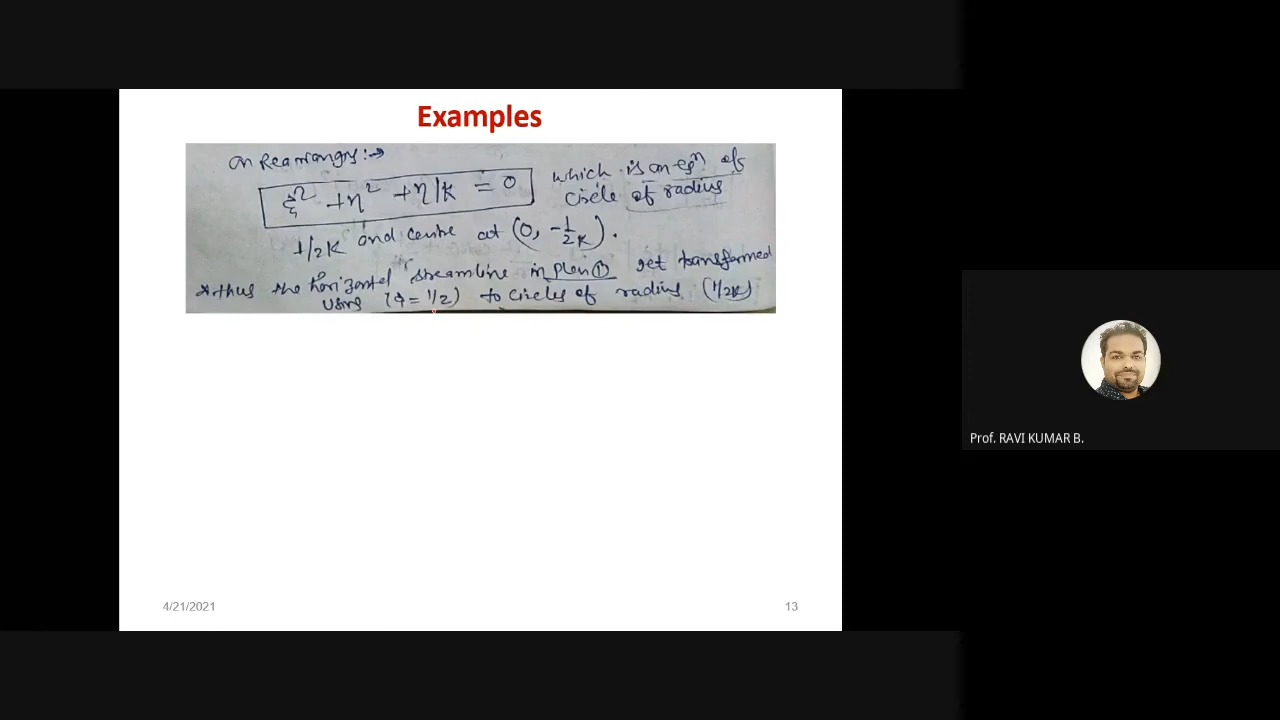 Examples
on Rearranging :→
ξ² + η² + η/k = 0 which is an eqⁿ of
circle of radius
1/2k and centre at (0, -1/2k).
* thus the horizontal streamline in plan ① get transformed
using (ς = 1/z) to circles of radius (1/2k)
4/21/2021
13
Prof. RAVI KUMAR B.